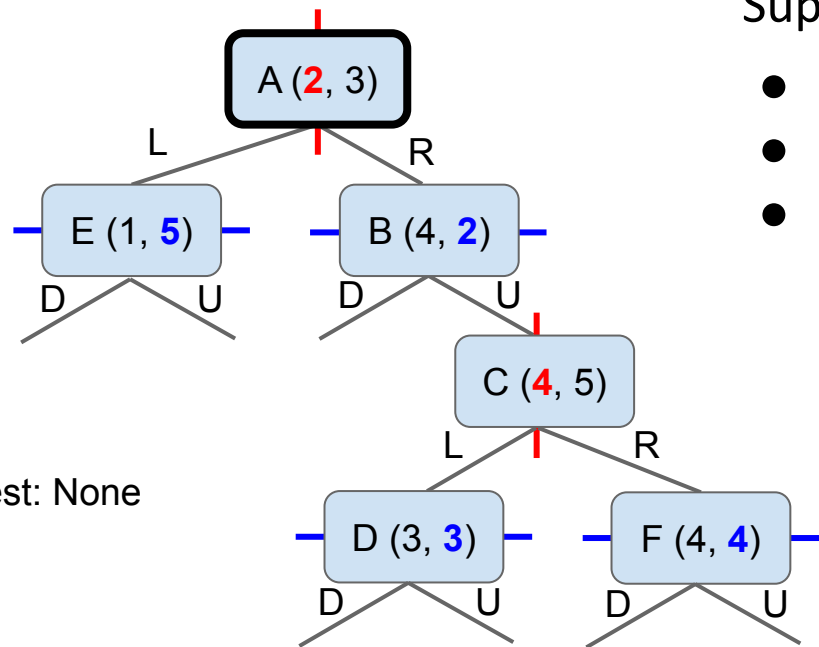 Sup
A (2, 3)
L
R
E (1, 5)
B (4, 2)
D
U
D
U
C (4, 5)
L
R
est: None
D (3, 3)
F (4, 4)
D
U
D
U